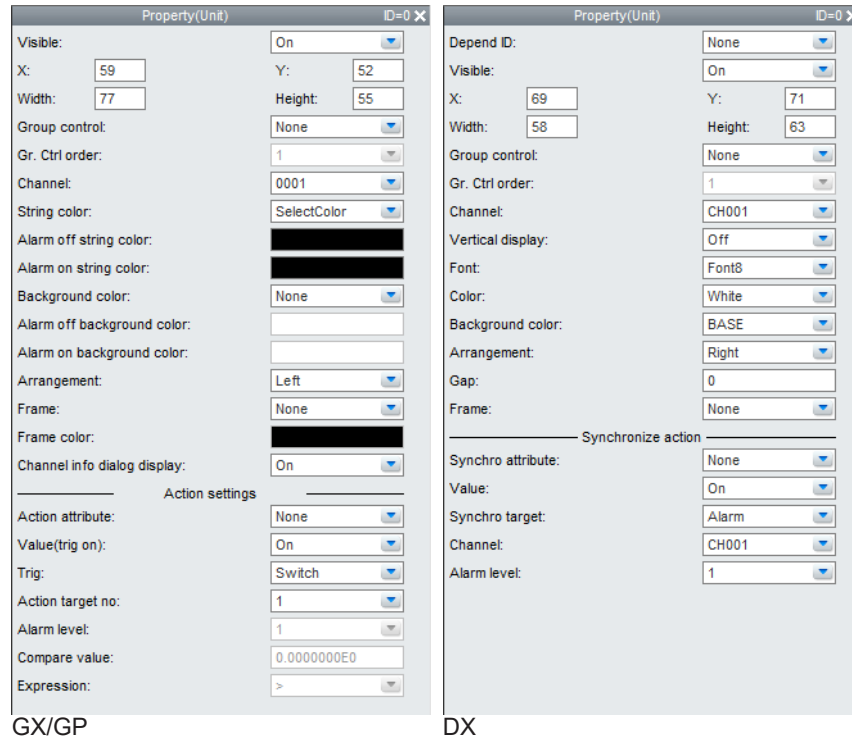 Property(Unit) ID=0
Visible: On
X: 59 Y: 52
Width: 77 Height: 55
Group control: None
Gr. Ctrl order: 1
Channel: 0001
String color: SelectColor
Alarm off string color:
Alarm on string color:
Background color: None
Alarm off background color:
Alarm on background color:
Arrangement: Left
Frame: None
Frame color:
Channel info dialog display: On
Action settings
Action attribute: None
Value(trig on): On
Trig: Switch
Action target no: 1
Alarm level: 1
Compare value: 0.0000000E0
Expression: >
GX/GP
Property(Unit) ID=0
Depend ID: None
Visible: On
X: 69 Y: 71
Width: 58 Height: 63
Group control: None
Gr. Ctrl order: 1
Channel: CH001
Vertical display: Off
Font: Font8
Color: White
Background color: BASE
Arrangement: Right
Gap: 0
Frame: None
Synchronize action
Synchro attribute: None
Value: On
Synchro target: Alarm
Channel: CH001
Alarm level: 1
DX